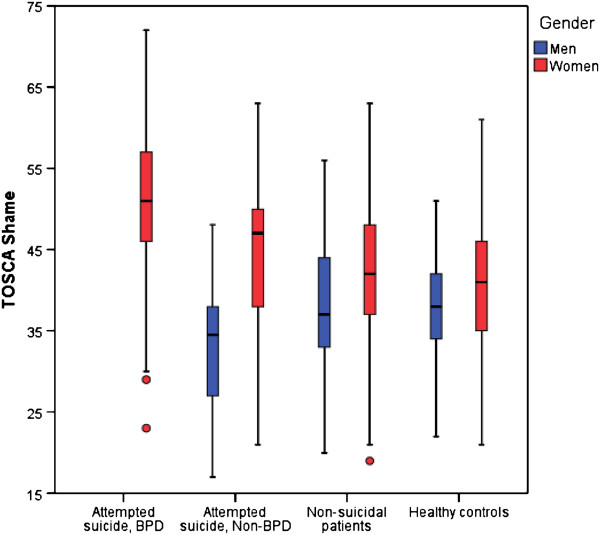 Gender
Men
Women
TOSCA Shame
75
65
55
45
35
25
15
Attempted
suicide, BPD
Attempted
suicide, Non-BPD
Non-suicidal
patients
Healthy controls